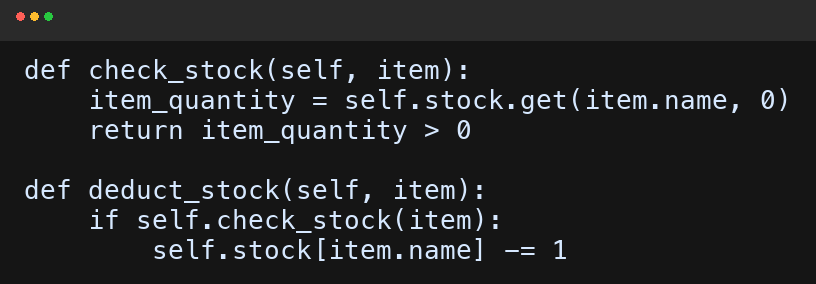 def check_stock(self, item):
    item_quantity = self.stock.get(item.name, 0)
    return item_quantity > 0

def deduct_stock(self, item):
    if self.check_stock(item):
        self.stock[item.name] -= 1